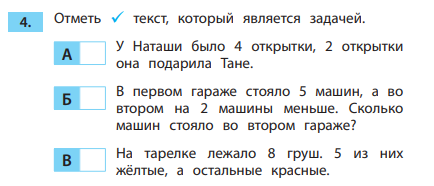 4. Отметь ✓ текст, который является задачей.
А У Наташи было 4 открытки, 2 открытки
она подарила Тане.
Б В первом гараже стояло 5 машин, а во
втором на 2 машины меньше. Сколько
машин стояло во втором гараже?
В На тарелке лежало 8 груш. 5 из них
жёлтые, а остальные красные.